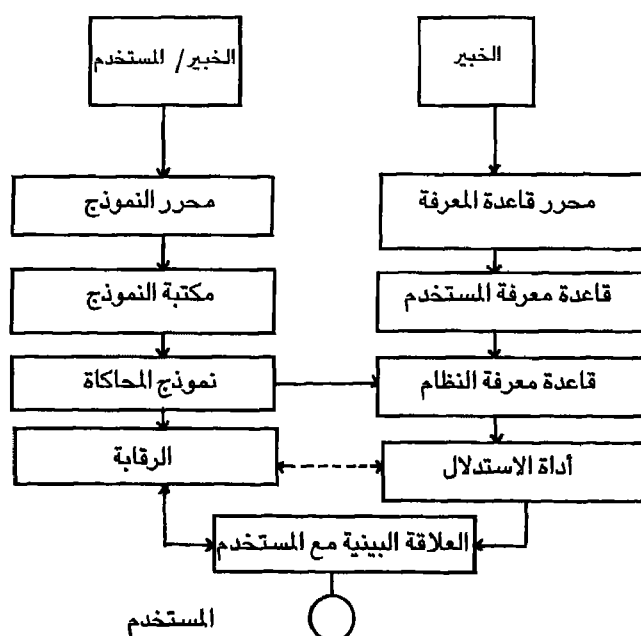 الخبير
الخبير / المستخدم
محرر قاعدة المعرفة
محرر النموذج
قاعدة معرفة المستخدم
مكتبة النموذج
قاعدة معرفة النظام
نموذج المحاكاة
أداة الاستدلال
الرقابة
العلاقة البينية مع المستخدم
المستخدم